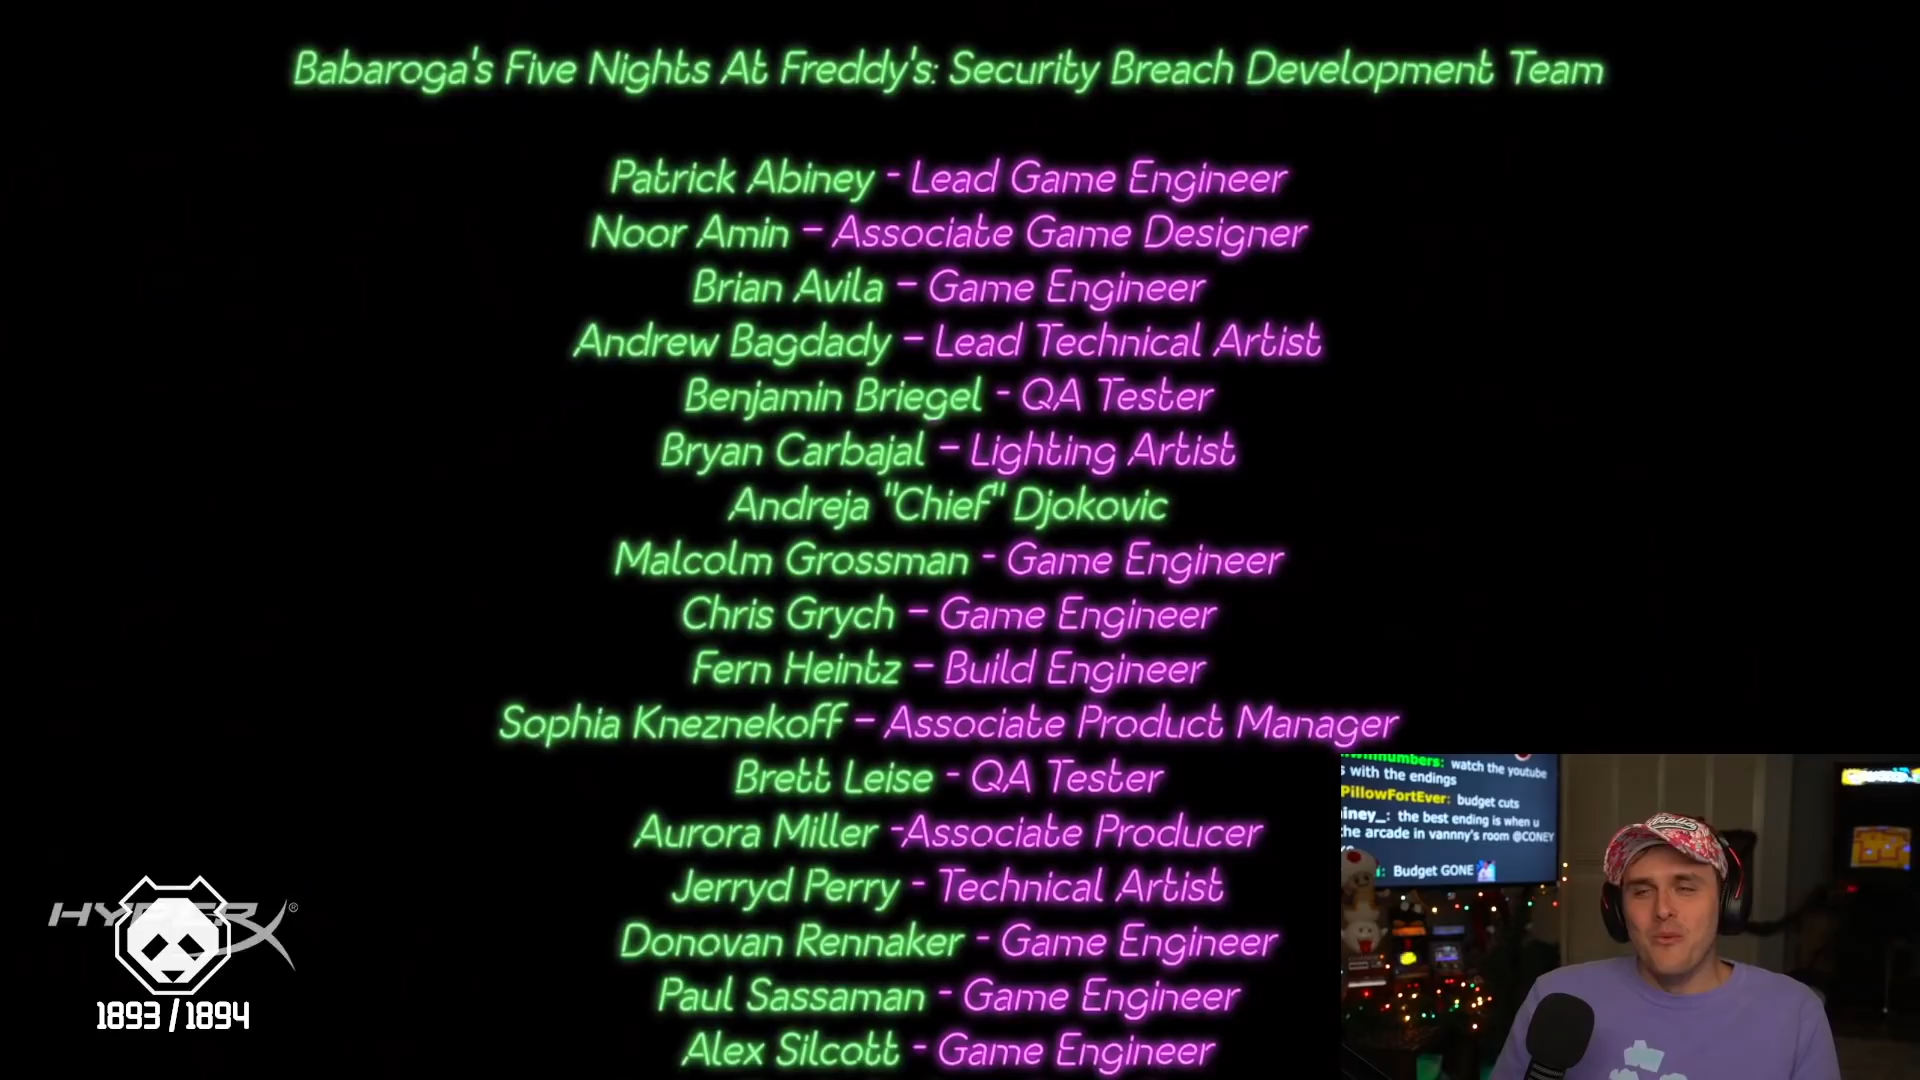 Babaroga's Five Nights At Freddy's: Security Breach Development Team
Patrick Abiney - Lead Game Engineer
Noor Amin – Associate Game Designer
Brian Avila – Game Engineer
Andrew Bagdady – Lead Technical Artist
Benjamin Briegel - QA Tester
Bryan Carbajal – Lighting Artist
Andreja "Chief" Djokovic
Malcolm Grossman - Game Engineer
Chris Grych – Game Engineer
Fern Heintz – Build Engineer
Sophia Kneznekoff – Associate Product Manager
Brett Leise - QA Tester
Aurora Miller -Associate Producer
Jerryd Perry - Technical Artist
Donovan Rennaker - Game Engineer
Paul Sassaman - Game Engineer
Alex Silcott - Game Engineer
watch the youtube
s with the endings
PillowFortEver: budget cuts
iney_: the best ending is when u
the arcade in vannny's room @CONEY
Budget GONE
HYPERX®
1893 / 1894